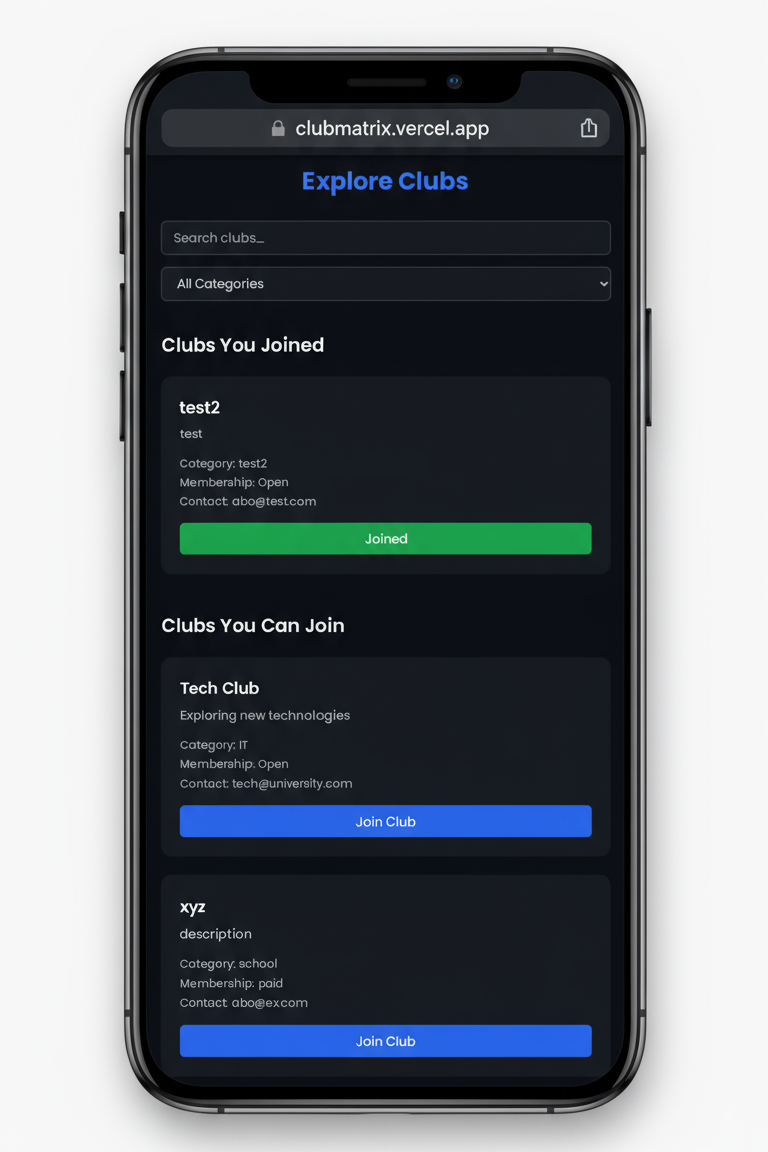 clubmatrix.vercel.app
Explore Clubs
Search clubs...
All Categories
Clubs You Joined
test2
test
Category: test2
Membership: Open
Contact: abo@test.com
Joined
Clubs You Can Join
Tech Club
Exploring new technologies
Category: IT
Membership: Open
Contact: tech@university.com
Join Club
xyz
description
Category: school
Membership: paid
Contact: abo@ex.com
Join Club